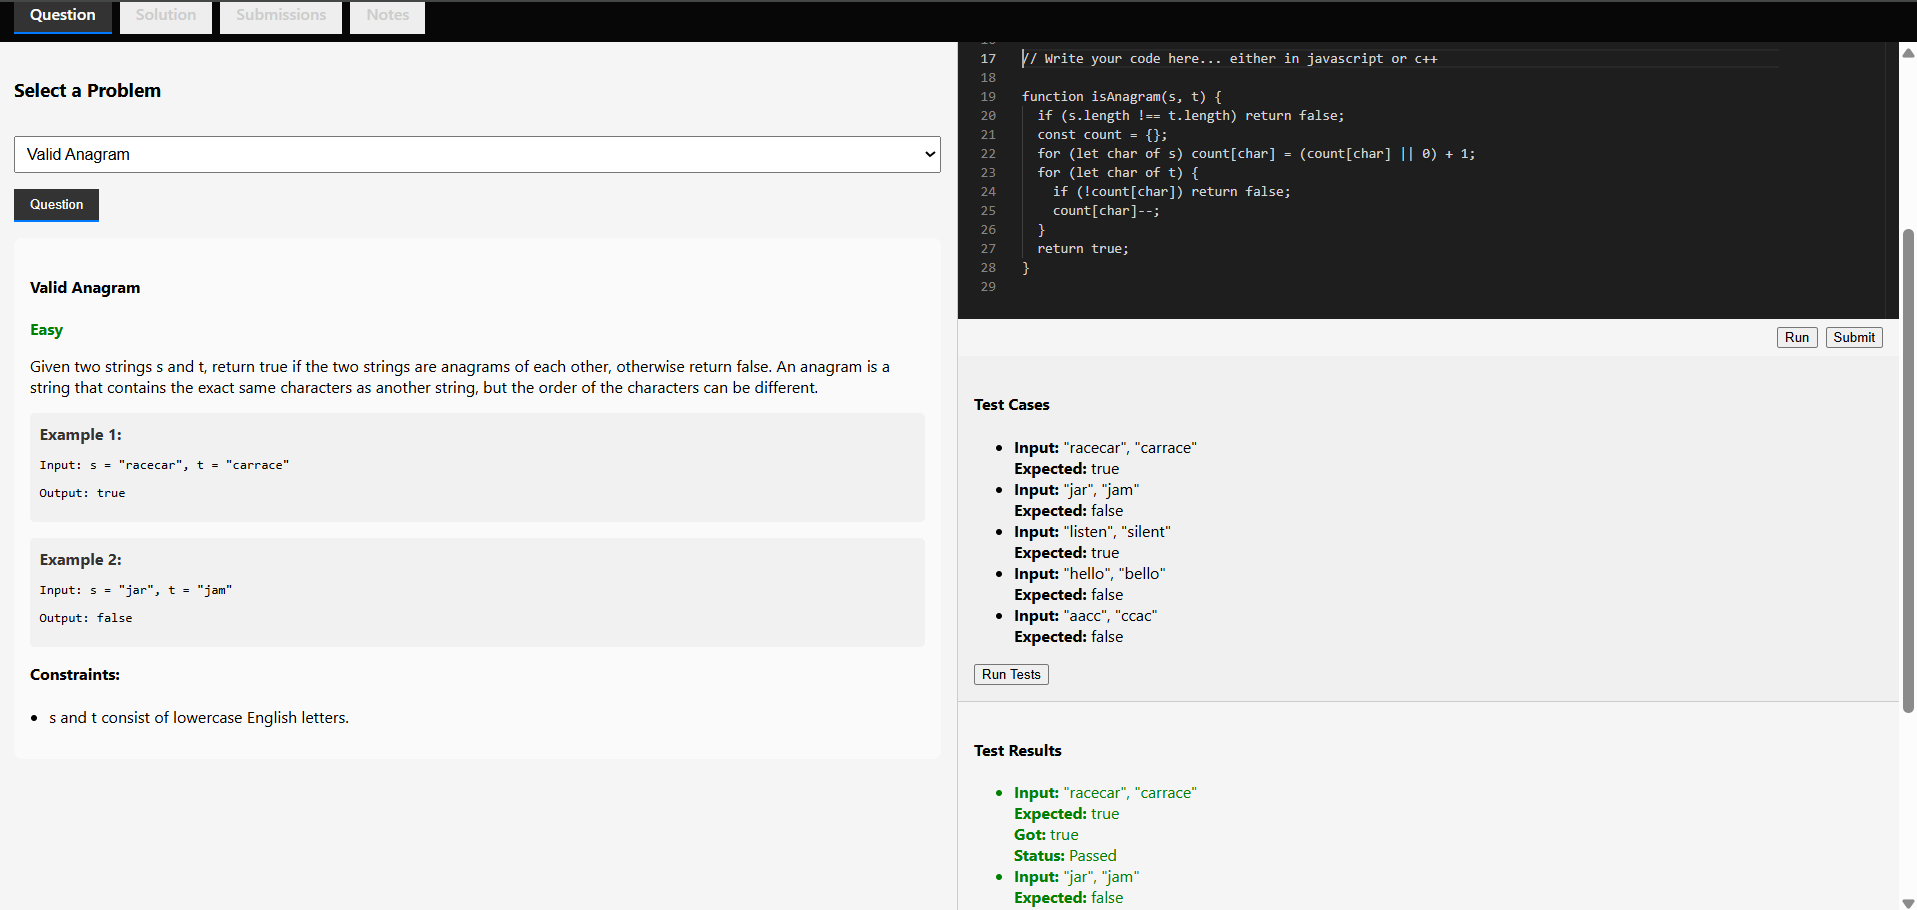 Question
Solution
Submissions
Notes
Select a Problem
Valid Anagram
Question
Valid Anagram
Easy
Given two strings s and t, return true if the two strings are anagrams of each other, otherwise return false. An anagram is a
string that contains the exact same characters as another string, but the order of the characters can be different.
Example 1:
Input: s = "racecar", t = "carrace"
Output: true
Example 2:
Input: s = "jar", t = "jam"
Output: false
Constraints:
• s and t consist of lowercase English letters.
17 // Write your code here... either in javascript or c++
18
19 function isAnagram(s, t) {
20   if (s.length !== t.length) return false;
21   const count = {};
22   for (let char of s) count[char] = (count[char] || 0) + 1;
23   for (let char of t) {
24     if (!count[char]) return false;
25     count[char]--;
26   }
27   return true;
28 }
29
Run
Submit
Test Cases
• Input: "racecar", "carrace"
Expected: true
• Input: "jar", "jam"
Expected: false
• Input: "listen", "silent"
Expected: true
• Input: "hello", "bello"
Expected: false
• Input: "aacc", "ccac"
Expected: false
Run Tests
Test Results
• Input: "racecar", "carrace"
Expected: true
Got: true
Status: Passed
• Input: "jar", "jam"
Expected: false